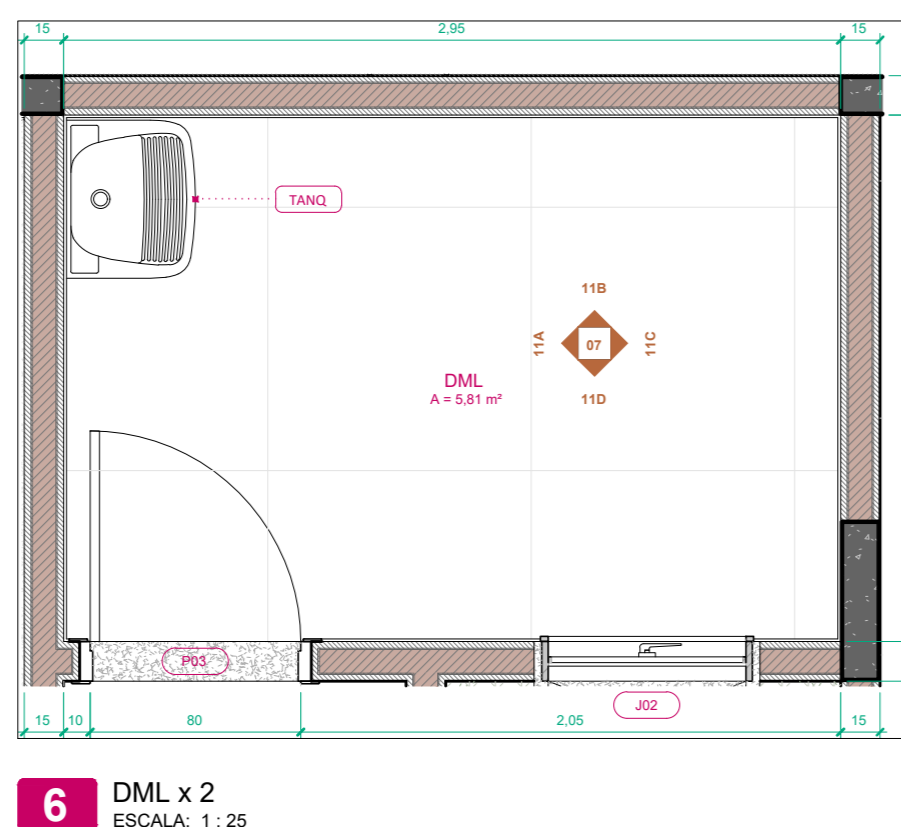 15 2,95 15
TANQ
11B
11A 07 11C
11D
DML
A = 5,81 m²
P03
J02
15 10 80 2,05 15
6 DML x 2
ESCALA: 1 : 25